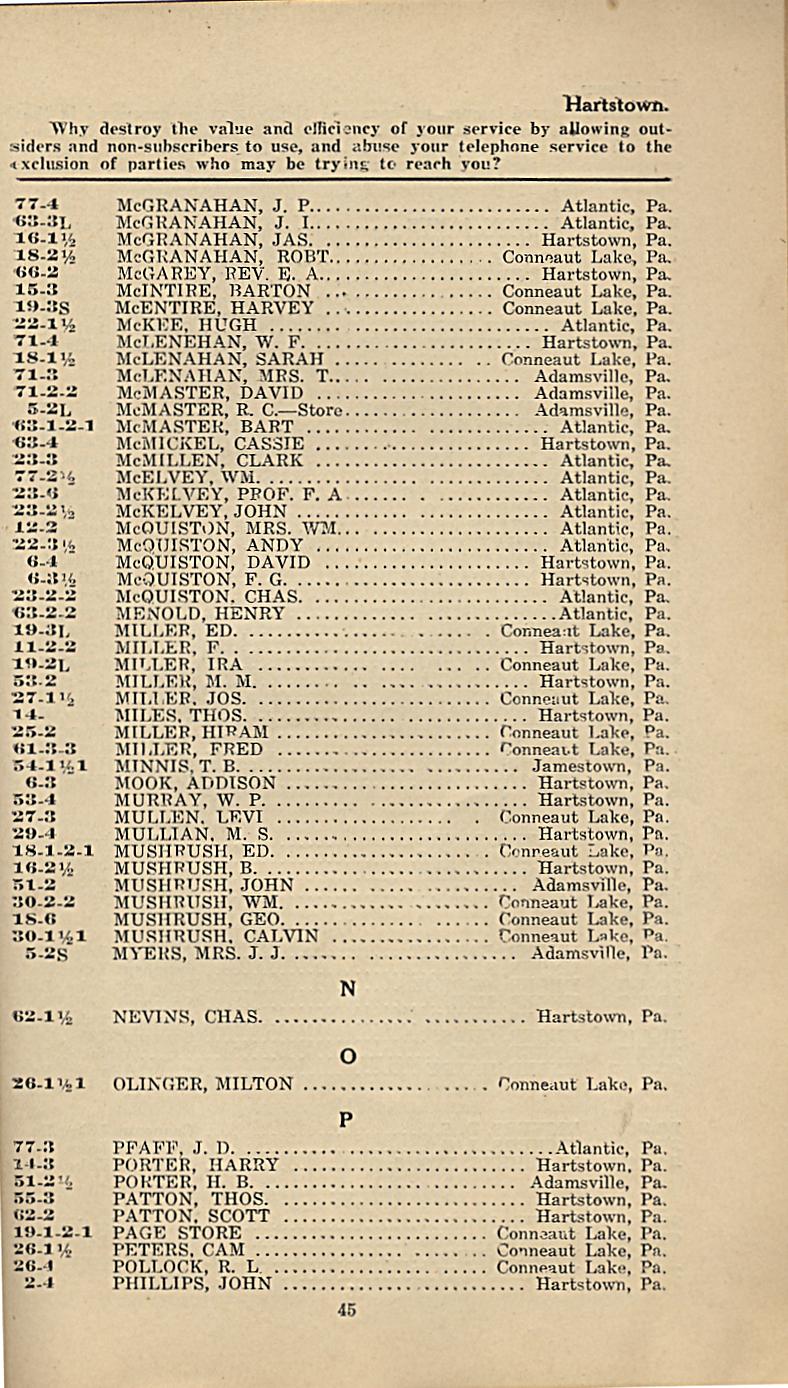 Hartstown.
Why destroy the value and efficiency of your service by allowing out-
siders and non-subscribers to use, and abuse your telephone service to the
exclusion of parties who may be trying to reach you?
77-4 McGRANAHAN, J. P. Atlantic, Pa.
63-3L McGRANAHAN, J. I. Atlantic, Pa.
16-1½ McGRANAHAN, JAS. Hartstown, Pa.
18-2½ McGRANAHAN, ROBT. Conneaut Lake, Pa.
66-2 McGAREY, REV. E. A. Hartstown, Pa.
15-3 McINTIRE, BARTON Conneaut Lake, Pa.
19-3S McENTIRE, HARVEY Conneaut Lake, Pa.
22-1½ McKEE, HUGH Atlantic, Pa.
71-4 McLENEHAN, W. F. Hartstown, Pa.
18-1½ McLENAHAN, SARAH Conneaut Lake, Pa.
71-3 McLENAHAN, MRS. T. Adamsville, Pa.
71-2-2 McMASTER, DAVID Adamsville, Pa.
5-2L McMASTER, R. C.—Store Adamsville, Pa.
63-1-2-1 McMASTER, BART Atlantic, Pa.
63-4 McMICKEL, CASSIE Hartstown, Pa.
23-3 McMILLEN, CLARK Atlantic, Pa.
77-2½ McELVEY, WM. Atlantic, Pa.
23-6 McKELVEY, PROF. F. A Atlantic, Pa.
23-2½ McKELVEY, JOHN Atlantic, Pa.
12-2 McQUISTON, MRS. WM. Atlantic, Pa.
22-3½ McQUISTON, ANDY Atlantic, Pa.
6-4 McQUISTON, DAVID Hartstown, Pa.
6-3½ McQUISTON, F. G. Hartstown, Pa.
23-2-2 McQUISTON. CHAS. Atlantic, Pa.
63-2-2 MENOLD, HENRY Atlantic, Pa.
19-3L MILLER, ED. Conneaut Lake, Pa.
11-2-2 MILLER, F. Hartstown, Pa.
19-2L MILLER, IRA Conneaut Lake, Pa.
53-2 MILLER, M. M. Hartstown, Pa.
27-1½ MILLER, JOS. Conneaut Lake, Pa.
14- MILES, THOS. Hartstown, Pa.
25-2 MILLER, HIRAM Conneaut Lake, Pa.
61-3-3 MILLER, FRED Conneaut Lake, Pa.
54-1½1 MINNIS, T. B. Jamestown, Pa.
6-3 MOOK, ADDISON Hartstown, Pa.
53-4 MURRAY, W. P. Hartstown, Pa.
27-3 MULLEN, LEVI Conneaut Lake, Pa.
29-4 MULLIAN, M. S. Hartstown, Pa.
18-1-2-1 MUSHRUSH, ED. Conneaut Lake, Pa.
16-2½ MUSHRUSH, B. Hartstown, Pa.
51-2 MUSHRUSH, JOHN Adamsville, Pa.
30-2-2 MUSHRUSH, WM. Conneaut Lake, Pa.
18-6 MUSHRUSH, GEO. Conneaut Lake, Pa.
30-1½1 MUSHRUSH, CALVIN Conneaut Lake, Pa.
5-2S MYERS, MRS. J. J. Adamsville, Pa.
N
62-1½ NEVINS, CHAS. Hartstown, Pa.
O
26-1½1 OLINGER, MILTON Conneaut Lake, Pa.
P
77-3 PFAFF, J. D. Atlantic, Pa.
14-3 PORTER, HARRY Hartstown, Pa.
51-2½ PORTER, H. B. Adamsville, Pa.
55-3 PATTON, THOS. Hartstown, Pa.
62-2 PATTON, SCOTT Hartstown, Pa.
19-1-2-1 PAGE STORE Conneaut Lake, Pa.
26-1½ PETERS, CAM Conneaut Lake, Pa.
26-4 POLLOCK, R. L. Conneaut Lake, Pa.
2-4 PHILLIPS, JOHN Hartstown, Pa.
45